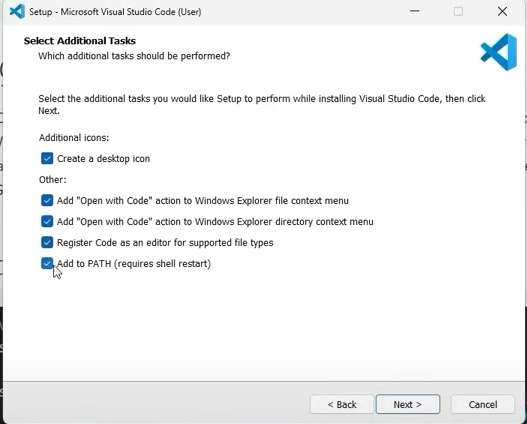 Setup - Microsoft Visual Studio Code (User)
Select Additional Tasks
Which additional tasks should be performed?
Select the additional tasks you would like Setup to perform while installing Visual Studio Code, then click
Next.
Additional icons:
Create a desktop icon
Other:
Add "Open with Code" action to Windows Explorer file context menu
Add "Open with Code" action to Windows Explorer directory context menu
Register Code as an editor for supported file types
Add to PATH (requires shell restart)
< Back
Next >
Cancel